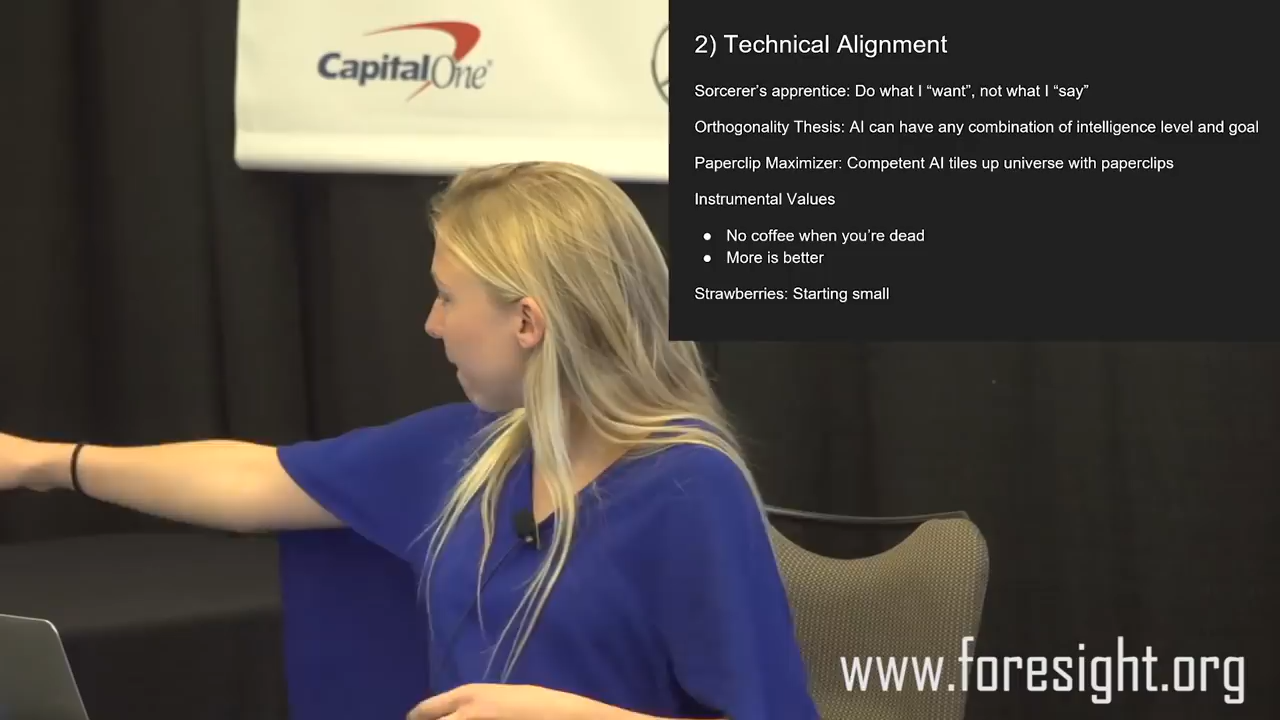 CapitalOne®
2) Technical Alignment
Sorcerer’s apprentice: Do what I “want”, not what I “say”
Orthogonality Thesis: AI can have any combination of intelligence level and goal
Paperclip Maximizer: Competent AI tiles up universe with paperclips
Instrumental Values
● No coffee when you’re dead
● More is better
Strawberries: Starting small
www.foresight.org